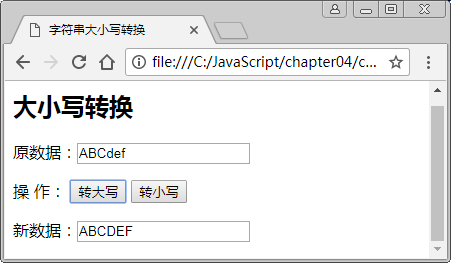 字符串大小写转换
file:///C:/JavaScript/chapter04/c...
大小写转换
原数据：ABCdef
操 作： 转大写 转小写
新数据：ABCDEF